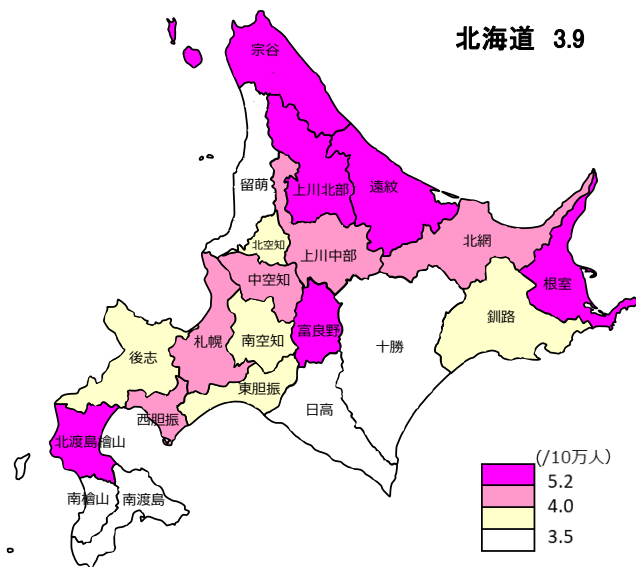 北海道 3.9
宗谷
上川北部
遠紋
留萌
北空知
上川中部
北網
中空知
根室
富良野
釧路
札幌
南空知
後志
十勝
東胆振
西胆振
日高
北渡島檜山
南檜山
南渡島
(/10万人)
5.2
4.0
3.5